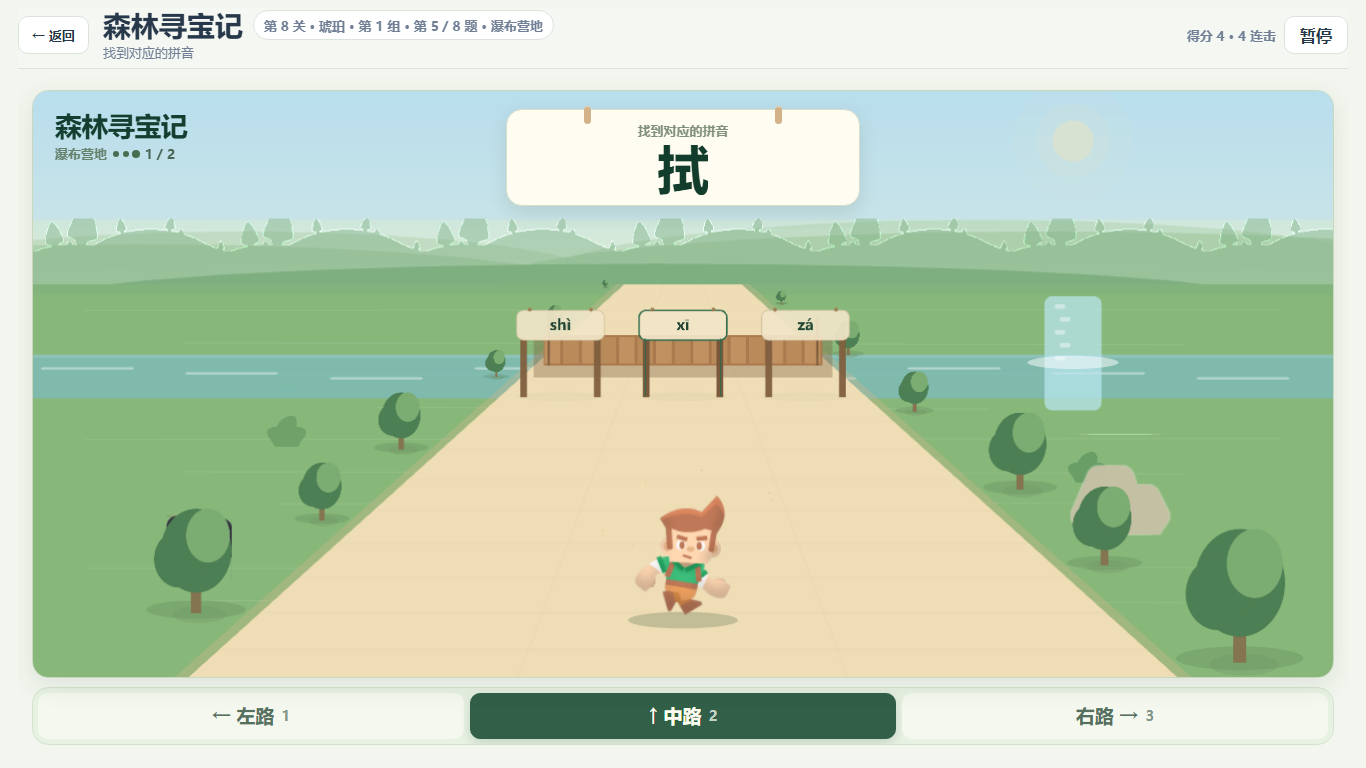 ← 返回
森林寻宝记
第 8 关 • 琥珀 • 第 1 组 • 第 5 / 8 题 • 瀑布营地
找到对应的拼音
得分 4 • 4 连击
暂停
森林寻宝记
瀑布营地 ●●● 1 / 2
找到对应的拼音
拭
shì
xī
zá
← 左路 1
↑ 中路 2
右路 → 3